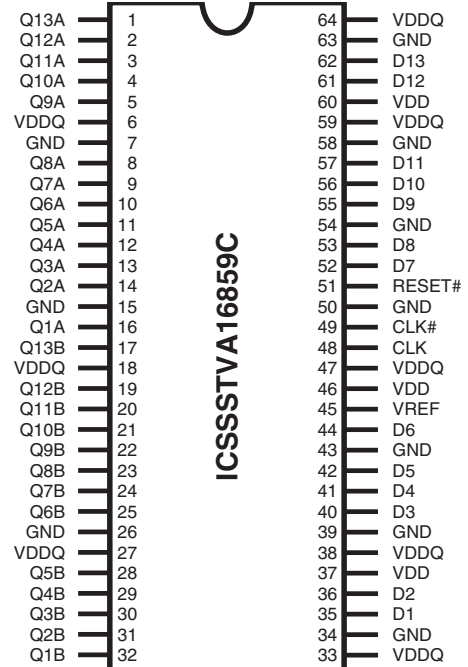 Q13A 1 64 VDDQ
Q12A 2 63 GND
Q11A 3 62 D13
Q10A 4 61 D12
Q9A 5 60 VDD
VDDQ 6 59 VDDQ
GND 7 58 GND
Q8A 8 57 D11
Q7A 9 56 D10
Q6A 10 55 D9
Q5A 11 54 GND
Q4A 12 53 D8
Q3A 13 52 D7
Q2A 14 51 RESET#
GND 15 50 GND
Q1A 16 49 CLK#
Q13B 17 48 CLK
VDDQ 18 47 VDDQ
Q12B 19 46 VDD
Q11B 20 45 VREF
Q10B 21 44 D6
Q9B 22 43 GND
Q8B 23 42 D5
Q7B 24 41 D4
Q6B 25 40 D3
GND 26 39 GND
VDDQ 27 38 VDDQ
Q5B 28 37 VDD
Q4B 29 36 D2
Q3B 30 35 D1
Q2B 31 34 GND
Q1B 32 33 VDDQ
ICSSSTVA16859C